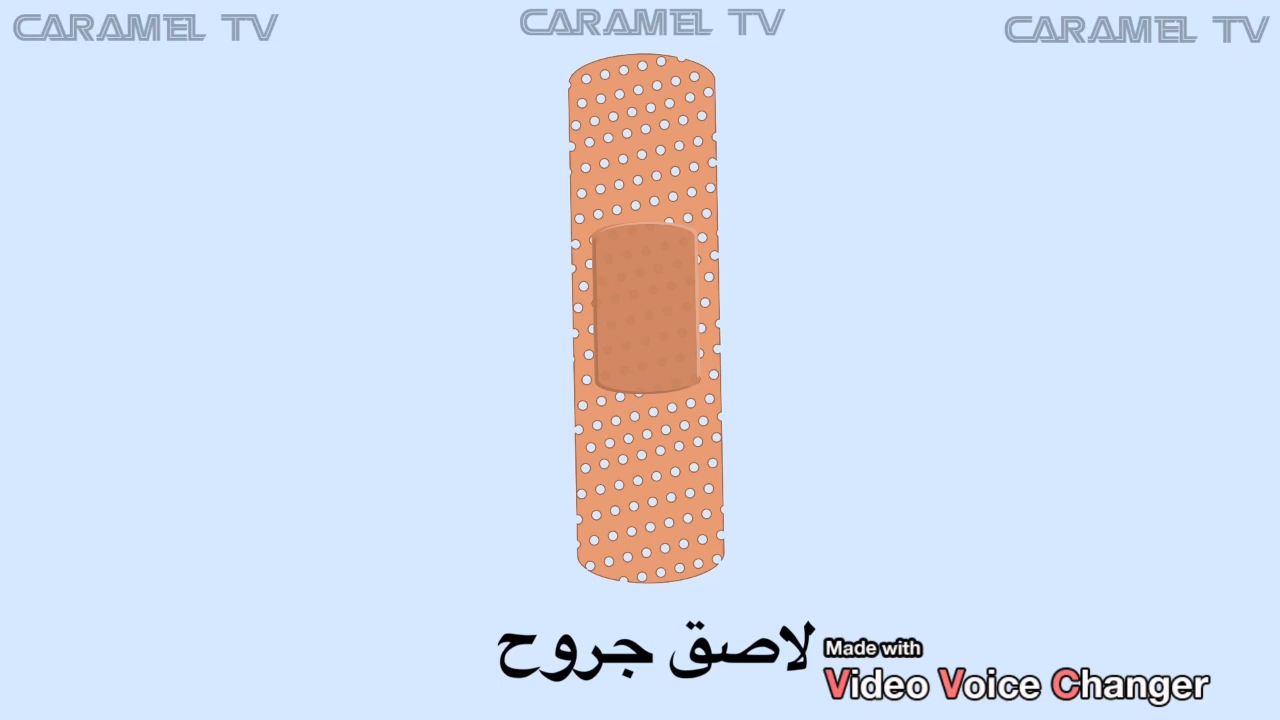 CARAMEL TV CARAMEL TV CARAMEL TV
لاصق جروح
Made with
Video Voice Changer